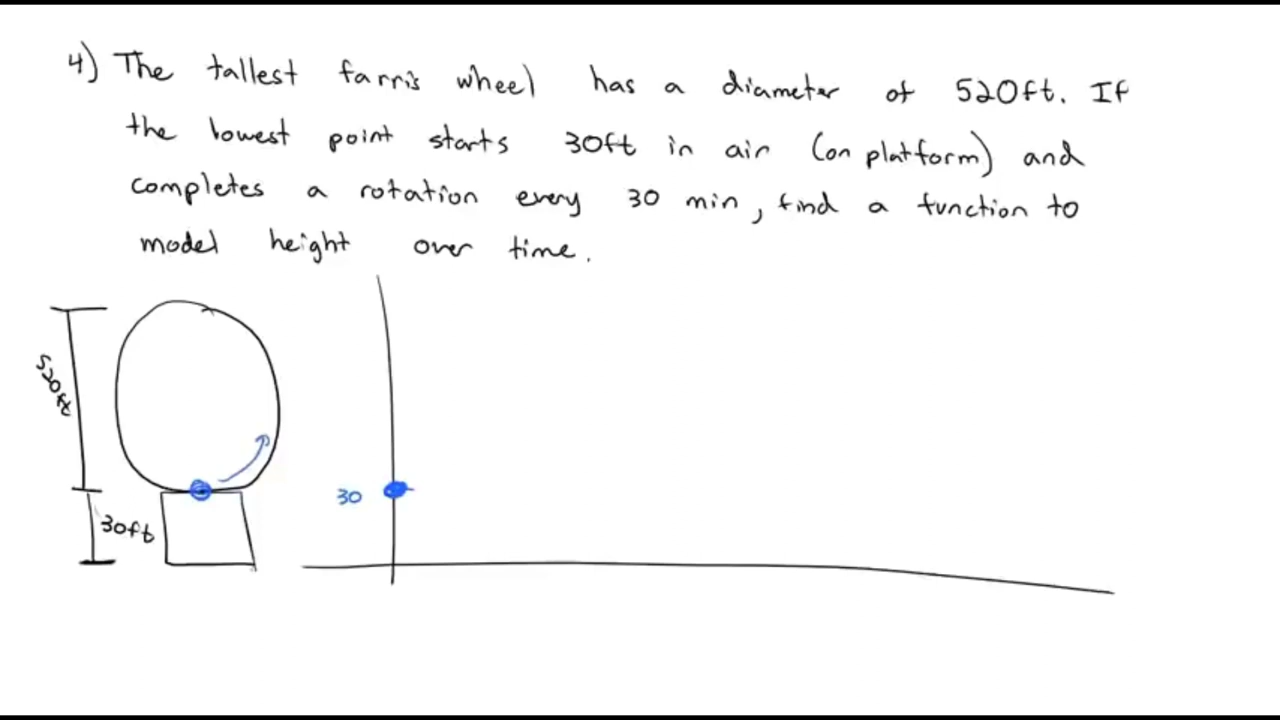 4) The tallest farris wheel has a diameter of 520ft. If
the lowest point starts 30ft in air (on platform) and
completes a rotation every 30 min, find a function to
model height over time.
520ft
30ft
30